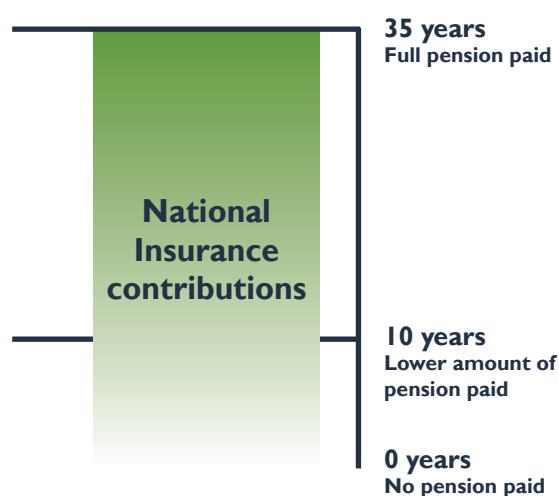 35 years
Full pension paid
National
Insurance
contributions
10 years
Lower amount of
pension paid
0 years
No pension paid